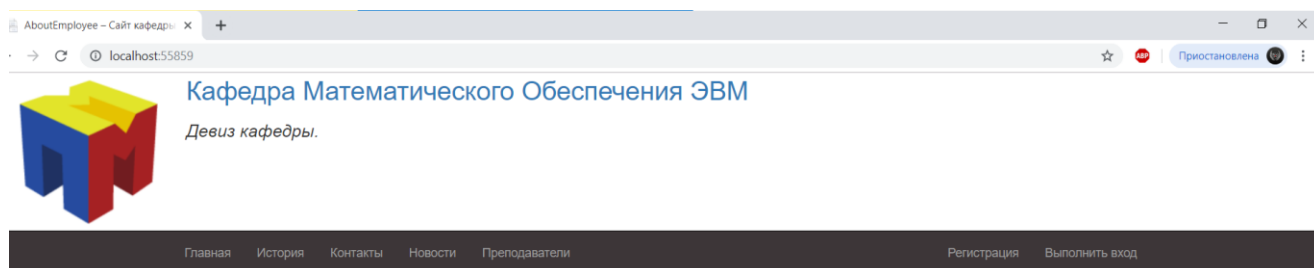 AboutEmployee – Сайт кафедры
localhost:55859
ABP
Приостановлена
Кафедра Математического Обеспечения ЭВМ
Девиз кафедры.
Главная История Контакты Новости Преподаватели Регистрация Выполнить вход